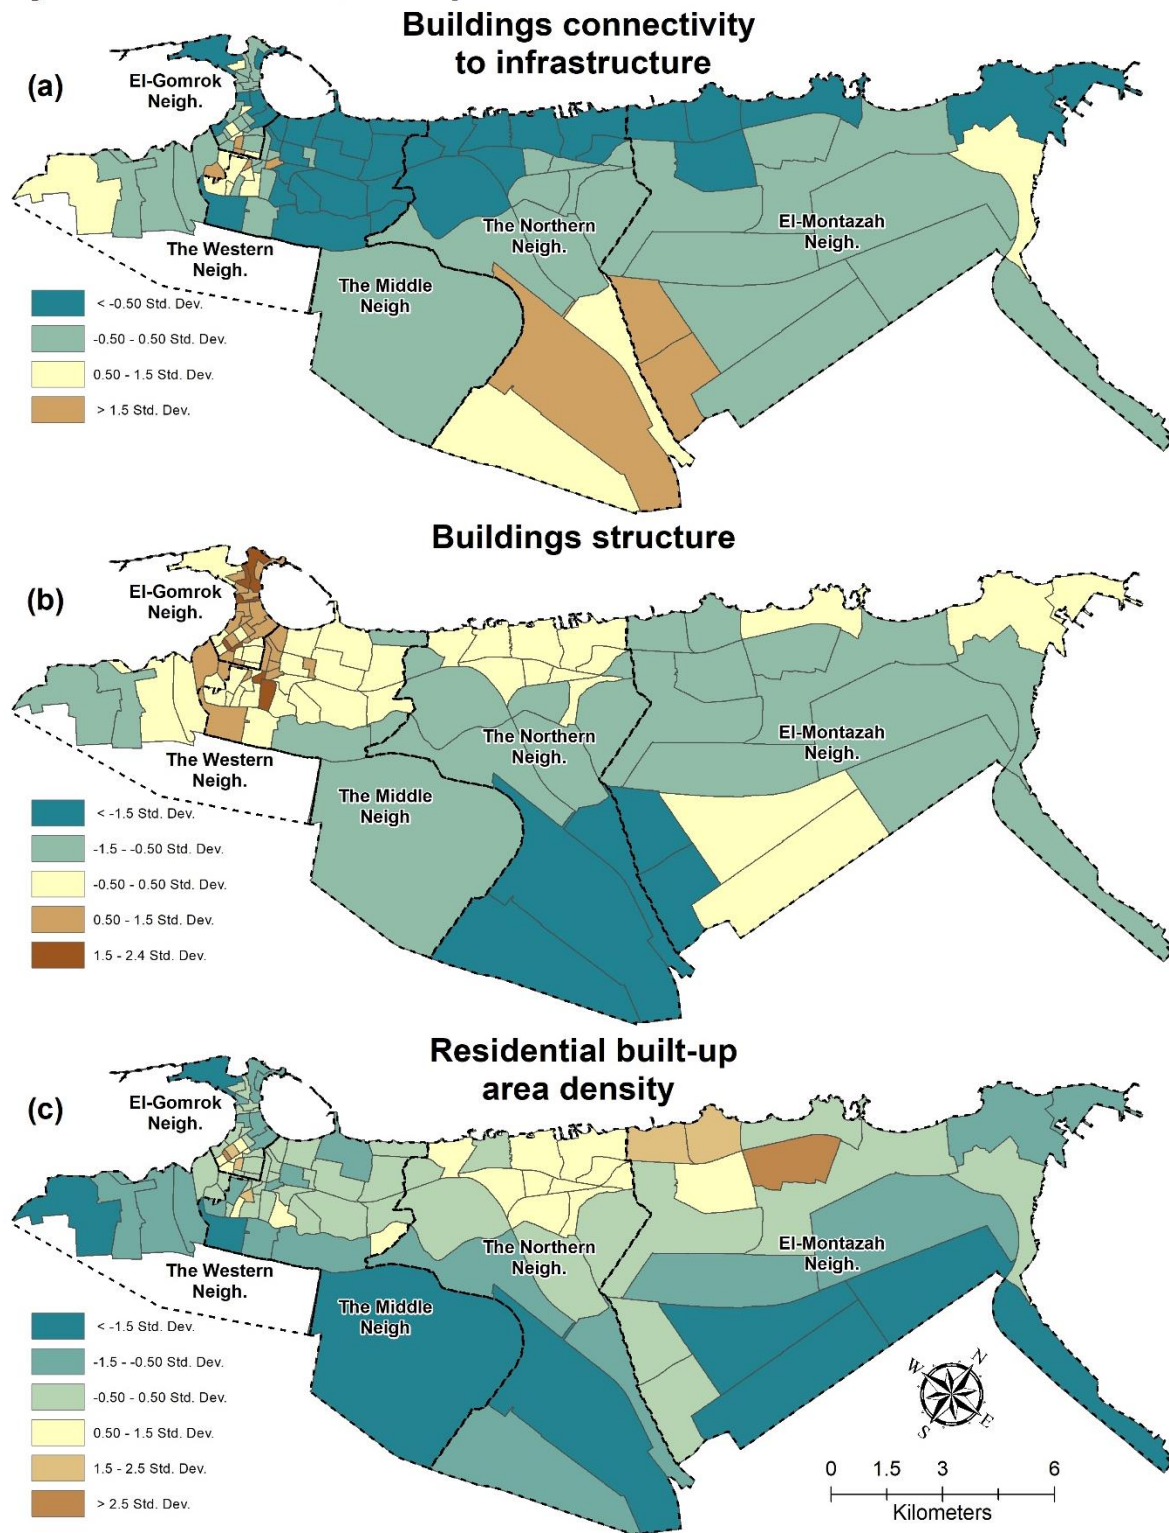 Buildings connectivity
to infrastructure
(a)
El-Gomrok
Neigh.
The Western
Neigh.
The Middle
Neigh
The Northern
Neigh.
El-Montazah
Neigh.
< -0.50 Std. Dev.
-0.50 - 0.50 Std. Dev.
0.50 - 1.5 Std. Dev.
> 1.5 Std. Dev.
Buildings structure
(b)
El-Gomrok
Neigh.
The Western
Neigh.
The Middle
Neigh
The Northern
Neigh.
El-Montazah
Neigh.
< -1.5 Std. Dev.
-1.5 - -0.50 Std. Dev.
-0.50 - 0.50 Std. Dev.
0.50 - 1.5 Std. Dev.
1.5 - 2.4 Std. Dev.
Residential built-up
area density
(c)
El-Gomrok
Neigh.
The Western
Neigh.
The Middle
Neigh
The Northern
Neigh.
El-Montazah
Neigh.
< -1.5 Std. Dev.
-1.5 - -0.50 Std. Dev.
-0.50 - 0.50 Std. Dev.
0.50 - 1.5 Std. Dev.
1.5 - 2.5 Std. Dev.
> 2.5 Std. Dev.
N
W
E
S
0 1.5 3 6
Kilometers